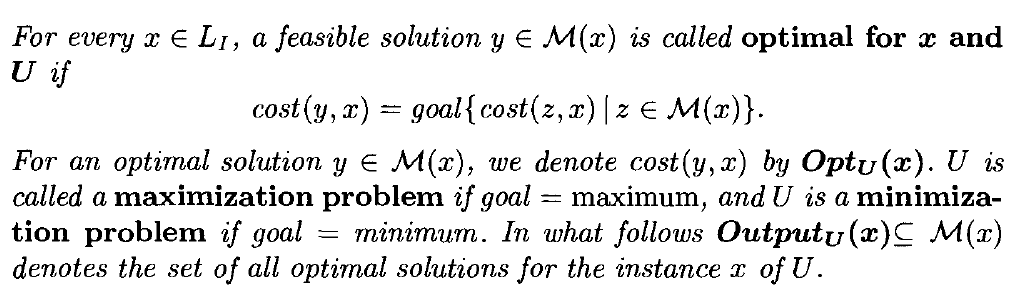 For every x ∈ L_I, a feasible solution y ∈ M(x) is called optimal for x and
U if
cost(y, x) = goal{cost(z, x) | z ∈ M(x)}.
For an optimal solution y ∈ M(x), we denote cost(y, x) by Opt_U(x). U is
called a maximization problem if goal = maximum, and U is a minimiza-
tion problem if goal = minimum. In what follows Output_U(x)⊆ M(x)
denotes the set of all optimal solutions for the instance x of U.